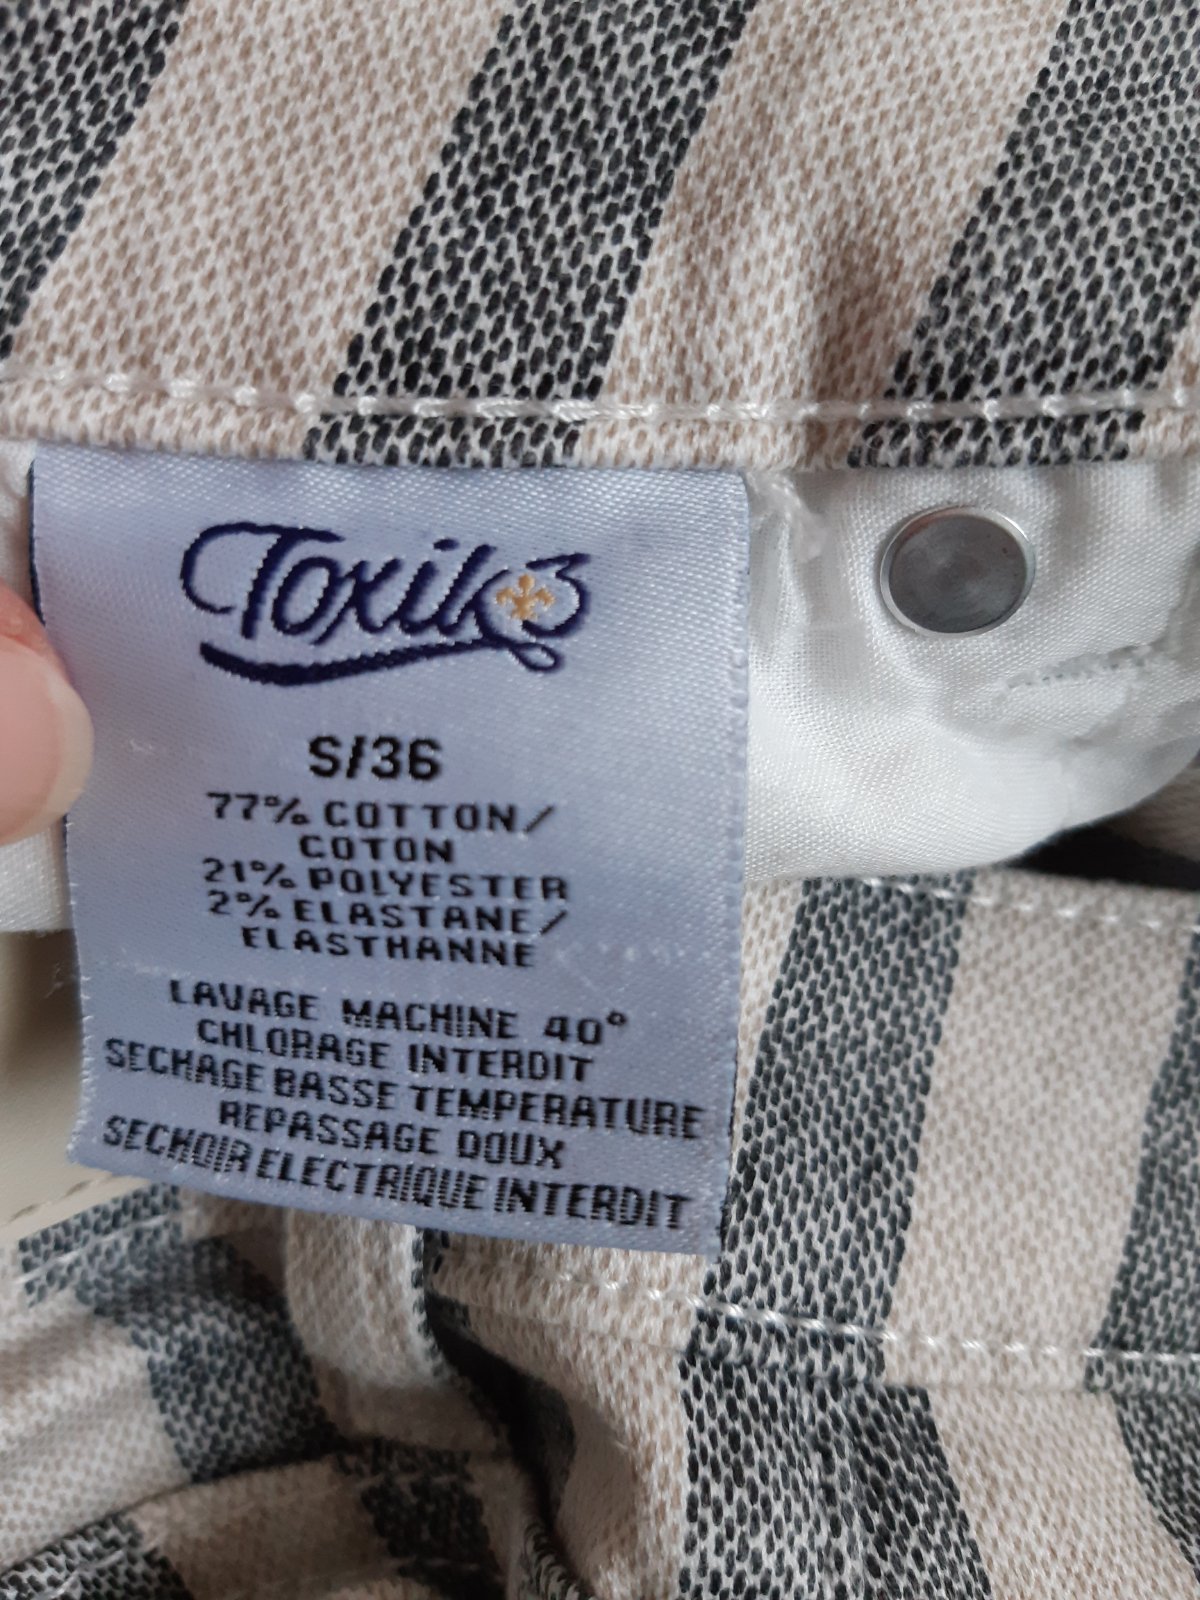 Toxik3
S/36
77% COTTON/
COTON
21% POLYESTER
2% ELASTANE/
ELASTHANNE
LAVAGE MACHINE 40°
CHLORAGE INTERDIT
SECHAGE BASSE TEMPERATURE
REPASSAGE DOUX
SECHOIR ELECTRIQUE INTERDIT